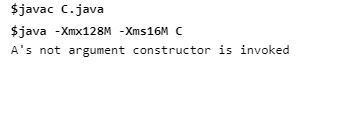 $javac C.java
$java -Xmx128M -Xms16M C
A's not argument constructor is invoked